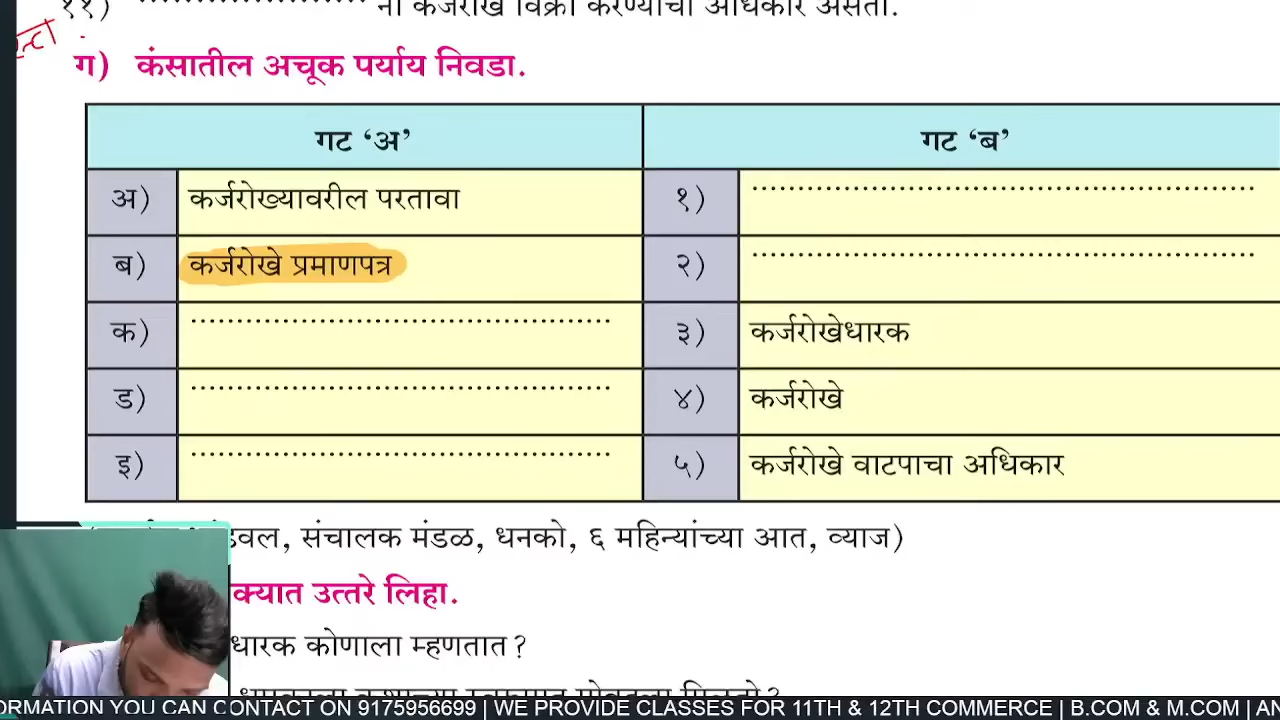 ११) ........................ ना कर्जरोखे विक्री करण्याचा अधिकार असतो.
ग) कंसातील अचूक पर्याय निवडा.
गट ‘अ’ गट ‘ब’
अ) कर्जरोख्यावरील परतावा १) ........................
ब) कर्जरोखे प्रमाणपत्र २) ........................
क) ........................ ३) कर्जरोखेधारक
ड) ........................ ४) कर्जरोखे
इ) ........................ ५) कर्जरोखे वाटपाचा अधिकार
संचालक मंडळ, धनको, ६ महिन्यांच्या आत, व्याज)
उत्तरे लिहा.
धारक कोणाला म्हणतात?
ORMATION YOU CAN CONTACT ON 9175956699 | WE PROVIDE CLASSES FOR 11TH & 12TH COMMERCE | B.COM & M.COM | AN